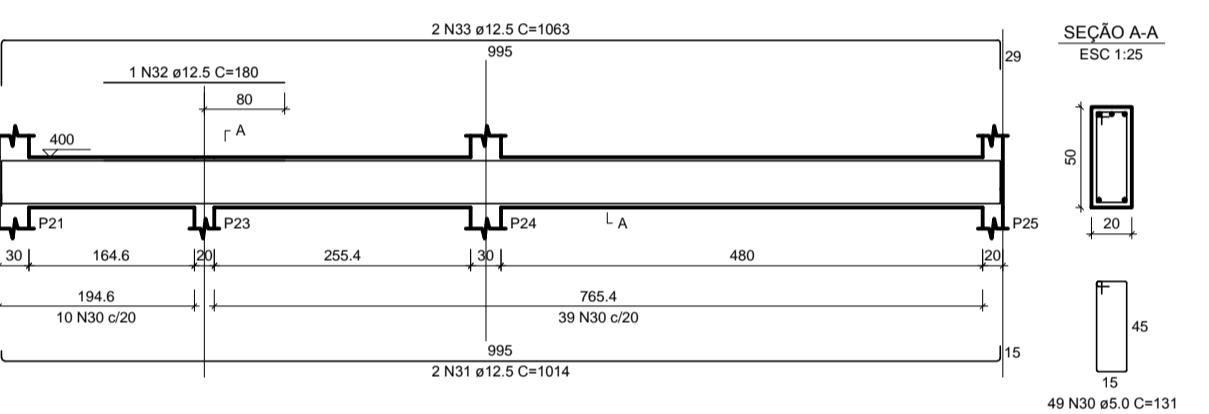 2 N33 ø12.5 C=1063
995
29
1 N32 ø12.5 C=180
80
SEÇÃO A-A
ESC 1:25
A
400
50
20
P21
P23
P24
A
P25
30
164.6
20
255.4
30
480
20
194.6
765.4
10 N30 c/20
39 N30 c/20
45
995
15
2 N31 ø12.5 C=1014
15
49 N30 ø5.0 C=131